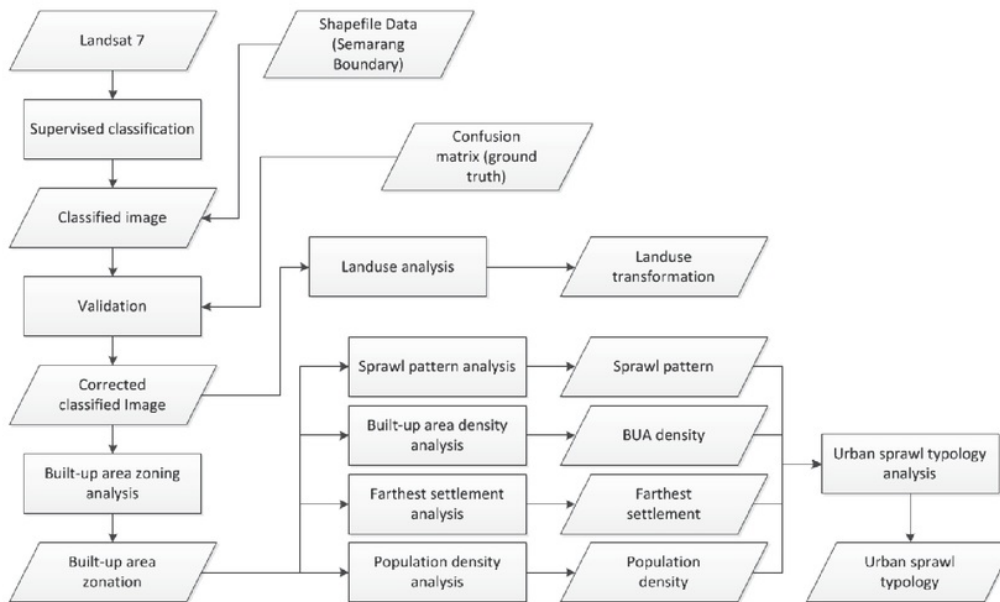 Landsat 7
Shapefile Data
(Semarang
Boundary)
Supervised classification
Confusion
matrix (ground
truth)
Classified image
Landuse analysis
Landuse
transformation
Validation
Sprawl pattern analysis
Sprawl pattern
Corrected
classified Image
Built-up area density
analysis
BUA density
Urban sprawl typology
analysis
Built-up area zoning
analysis
Farthest settlement
analysis
Farthest
settlement
Built-up area
zonation
Population density
analysis
Population
density
Urban sprawl
typology